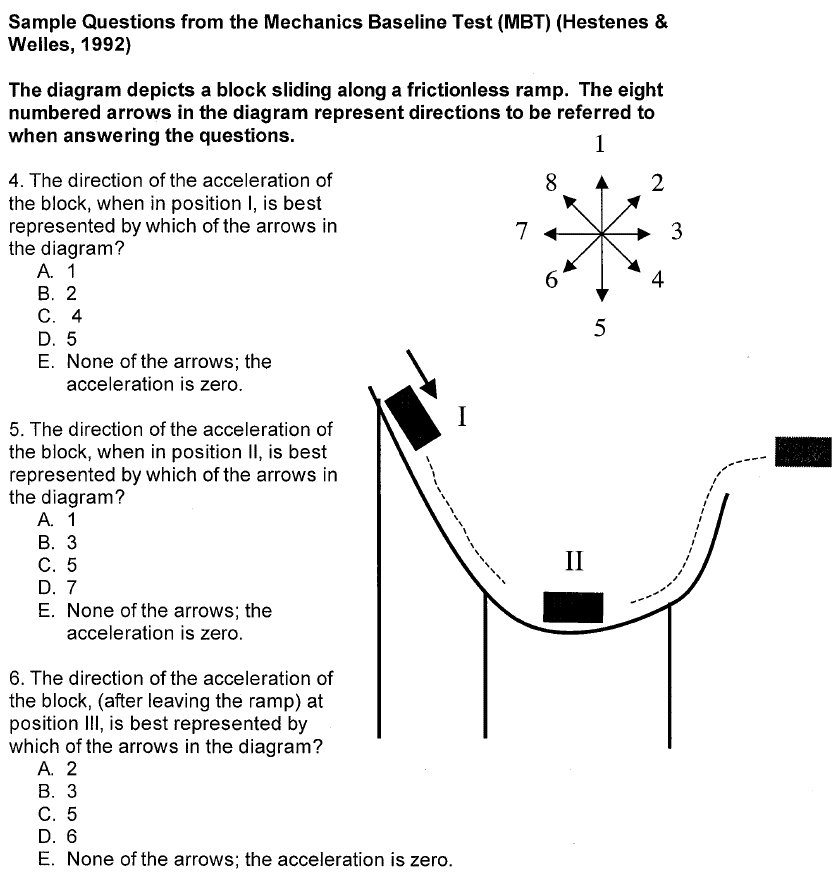 Sample Questions from the Mechanics Baseline Test (MBT) (Hestenes &
Welles, 1992)
The diagram depicts a block sliding along a frictionless ramp. The eight
numbered arrows in the diagram represent directions to be referred to
when answering the questions.
4. The direction of the acceleration of
the block, when in position I, is best
represented by which of the arrows in
the diagram?
A. 1
B. 2
C. 4
D. 5
E. None of the arrows; the
acceleration is zero.
5. The direction of the acceleration of
the block, when in position II, is best
represented by which of the arrows in
the diagram?
A. 1
B. 3
C. 5
D. 7
E. None of the arrows; the
acceleration is zero.
6. The direction of the acceleration of
the block, (after leaving the ramp) at
position III, is best represented by
which of the arrows in the diagram?
A. 2
B. 3
C. 5
D. 6
E. None of the arrows; the acceleration is zero.
1
8 2
7 3
6 4
5
I
II